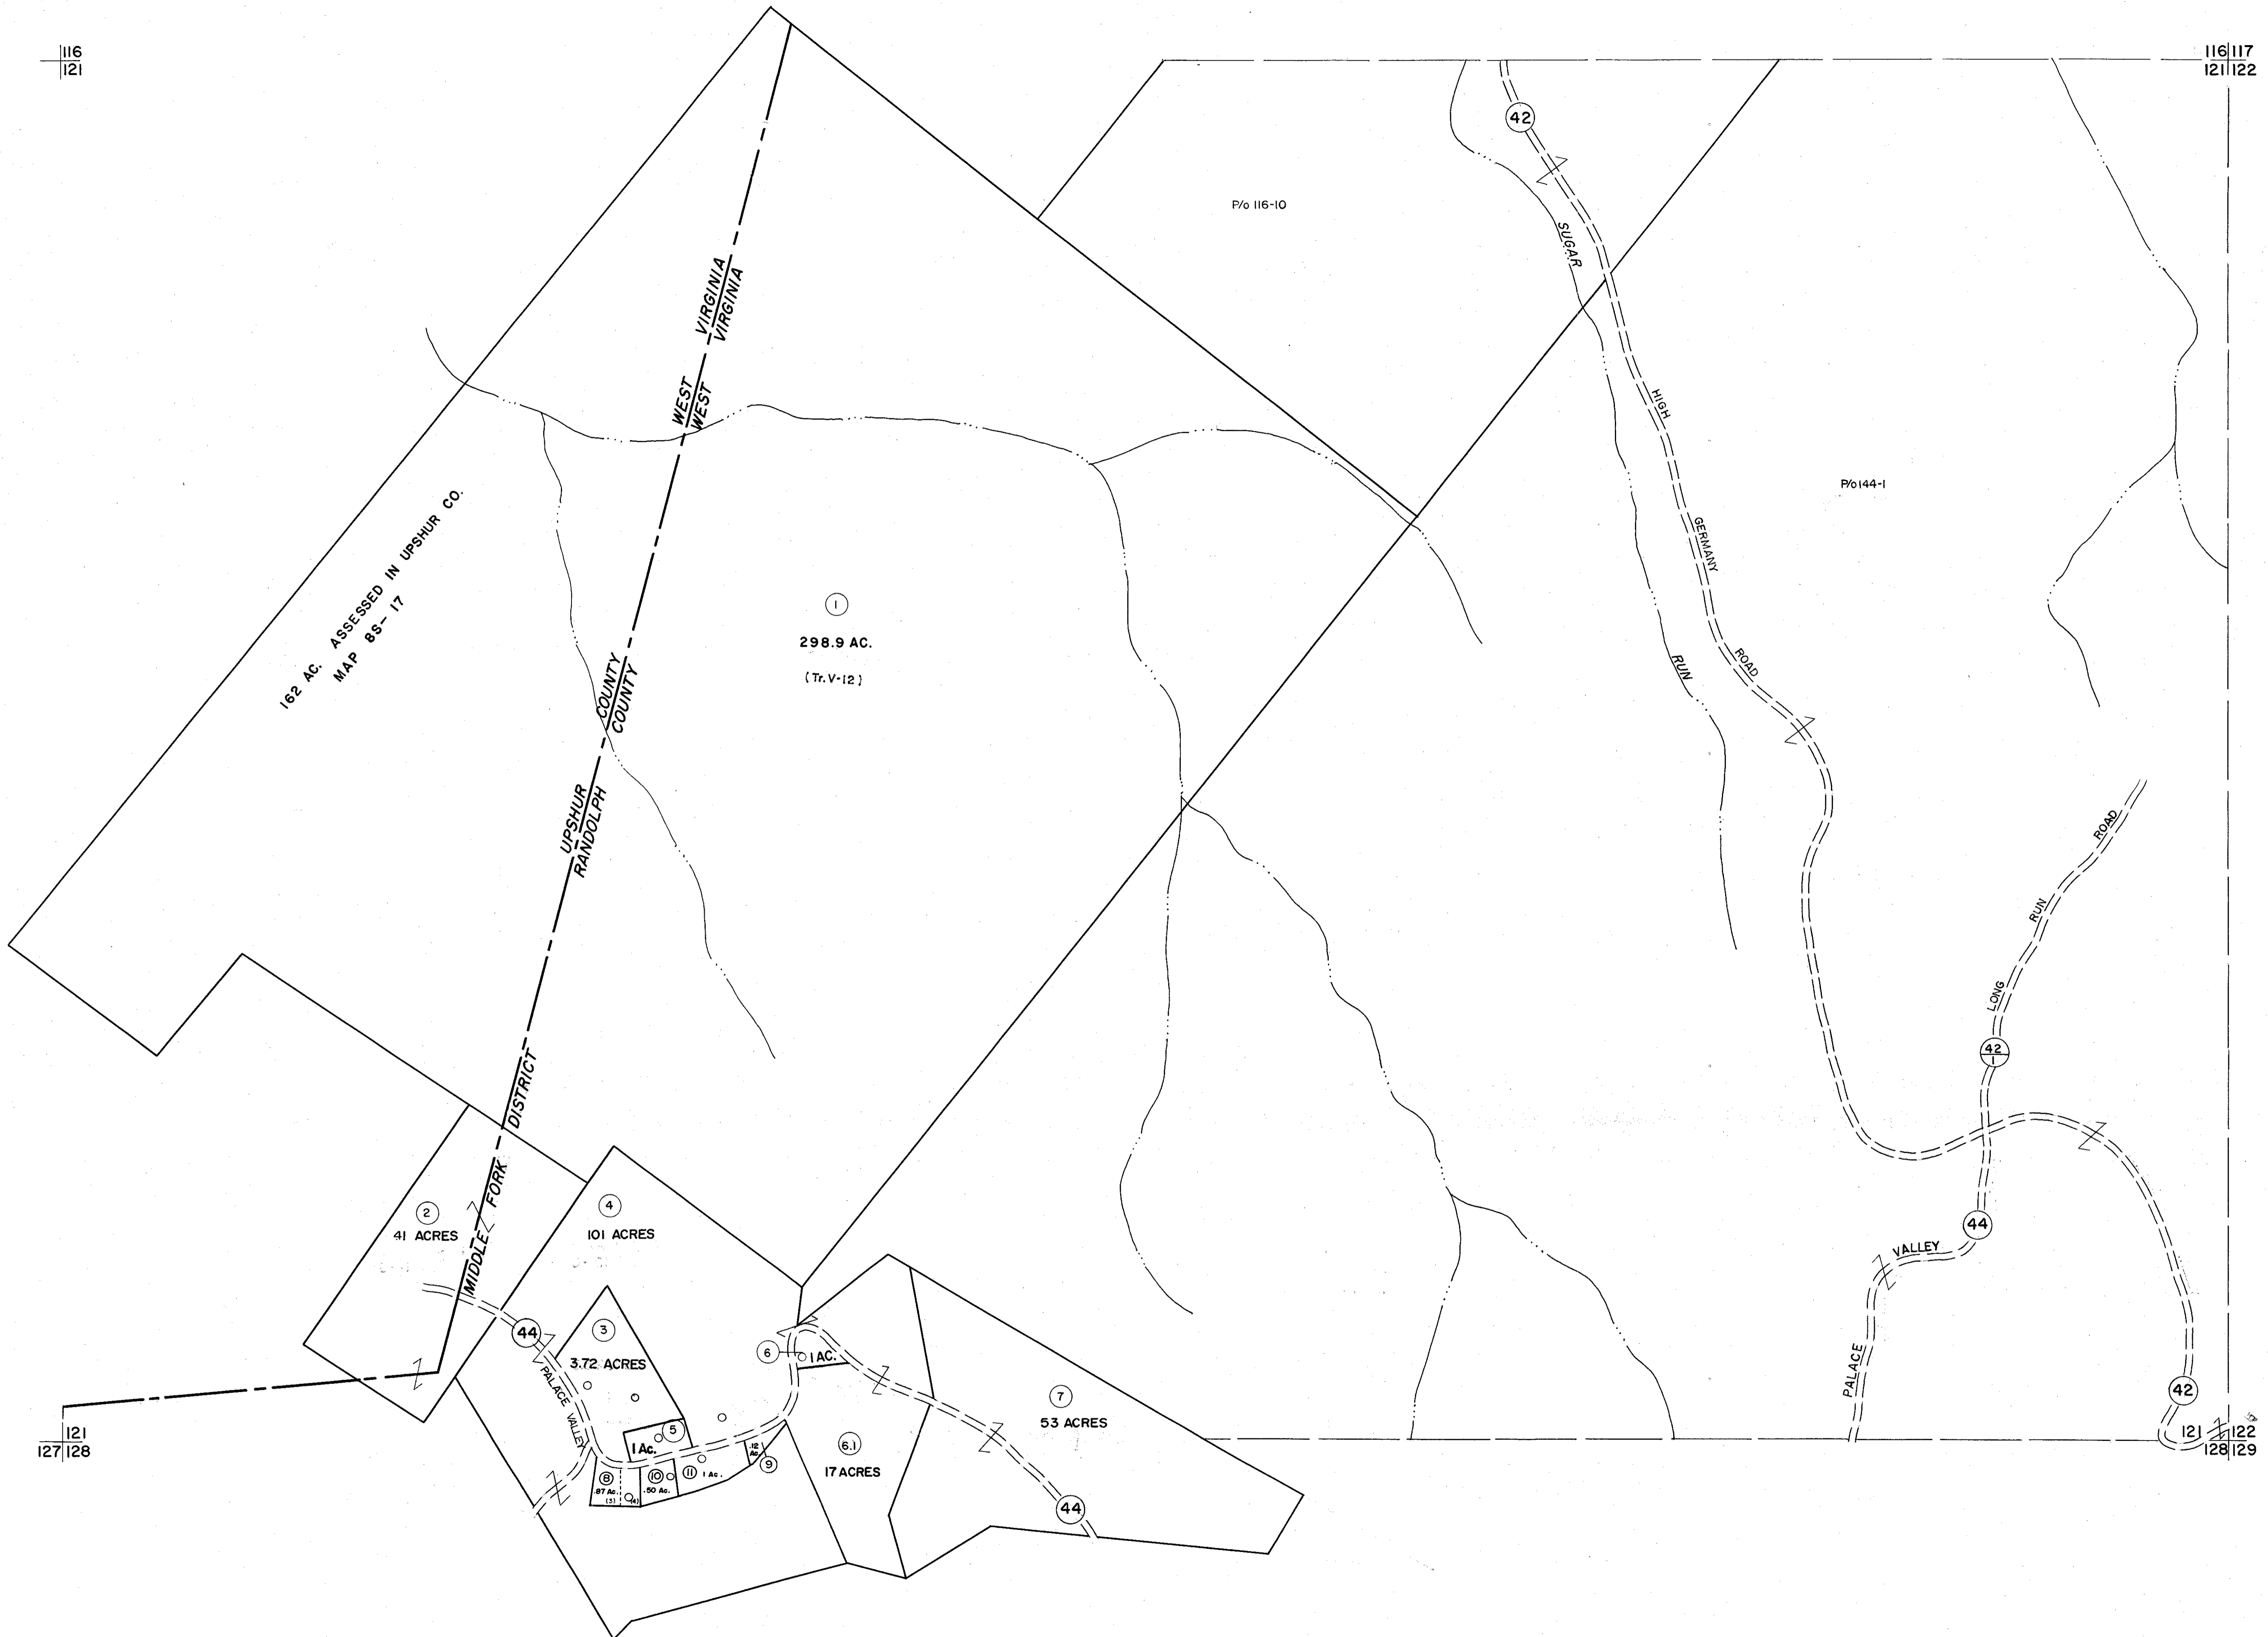 116
121
116 117
121 122
42
P/o 116-10
SUGAR
RUN
WEST VIRGINIA
WEST VIRGINIA
HIGH
GERMANY
ROAD
P/o 144-1
162 AC. ASSESSED IN UPSHUR CO.
MAP 8S-17
1
298.9 AC.
(Tr. V-12)
UPSHUR COUNTY
RANDOLPH COUNTY
LONG
RUN
ROAD
42
1
MIDDLE FORK DISTRICT
2
41 ACRES
4
101 ACRES
44
VALLEY
PALACE
44
PALACE VALLEY
3
3.72 ACRES
6
1 AC.
7
53 ACRES
42
5
1 Ac.
6.1
17 ACRES
8
.87 Ac.
(3)
(4)
10
.50 Ac.
11
1 Ac.
.12
Ac.
9
44
121
127 128
121 122
128 129